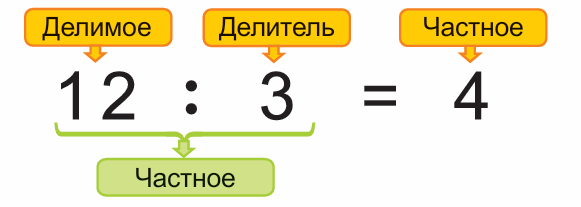 Делимое Делитель Частное
12 : 3 = 4
Частное